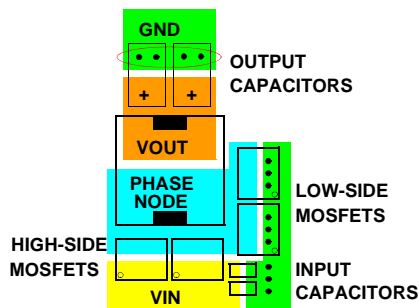 GND
OUTPUT
CAPACITORS
+ +
VOUT
PHASE
NODE
LOW-SIDE
MOSFETS
HIGH-SIDE
MOSFETS
INPUT
CAPACITORS
VIN